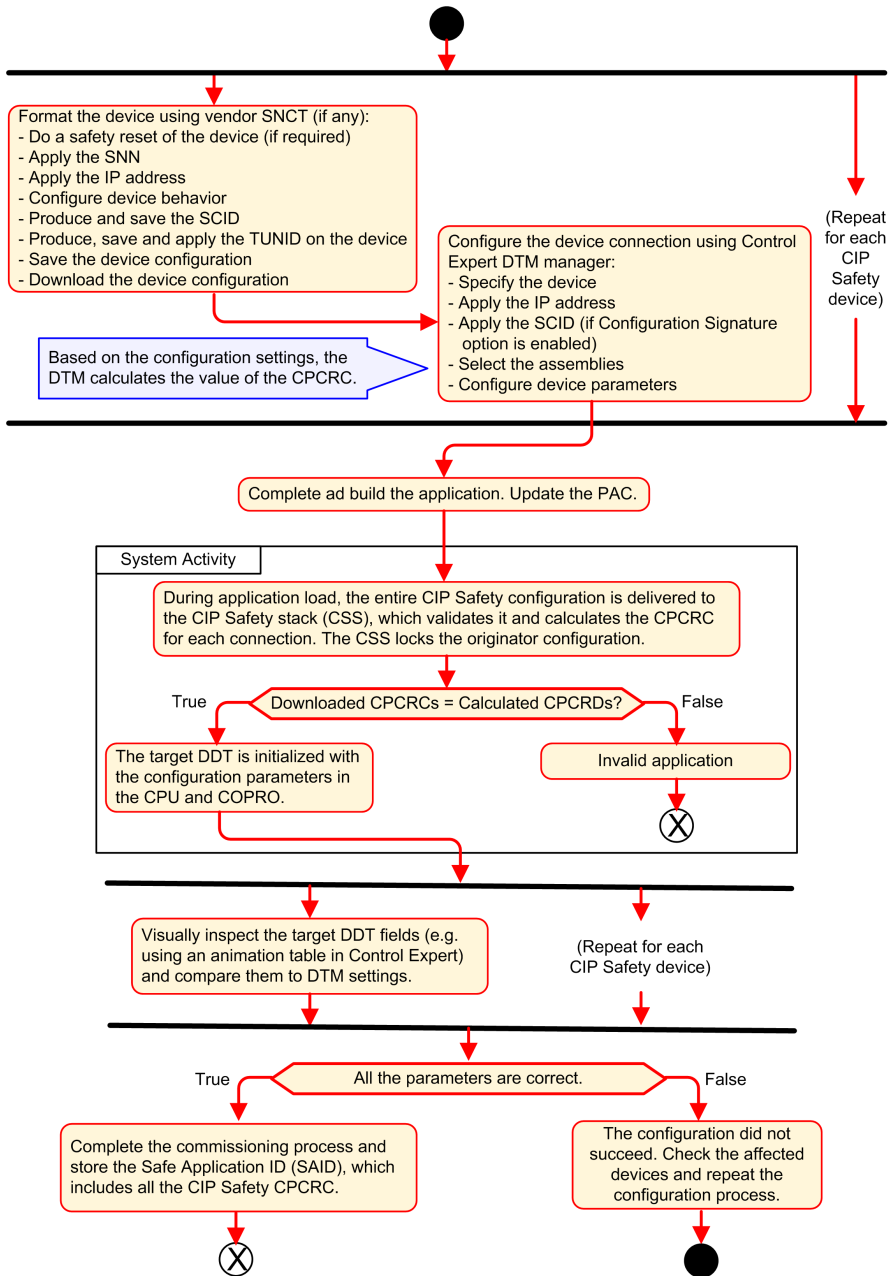 Format the device using vendor SNCT (if any):
- Do a safety reset of the device (if required)
- Apply the SNN
- Apply the IP address
- Configure device behavior
- Produce and save the SCID
- Produce, save and apply the TUNID on the device
- Save the device configuration
- Download the device configuration
(Repeat
for each
CIP
Safety
device)
Configure the device connection using Control
Expert DTM manager:
- Specify the device
- Apply the IP address
- Apply the SCID (if Configuration Signature
option is enabled)
- Select the assemblies
- Configure device parameters
Based on the configuration settings, the
DTM calculates the value of the CPCRC.
Complete ad build the application. Update the PAC.
System Activity
During application load, the entire CIP Safety configuration is delivered to
the CIP Safety stack (CSS), which validates it and calculates the CPCRC
for each connection. The CSS locks the originator configuration.
True
Downloaded CPCRCs = Calculated CPCRDs?
False
The target DDT is initialized with
the configuration parameters in
the CPU and COPRO.
Invalid application
X
Visually inspect the target DDT fields (e.g.
using an animation table in Control Expert)
and compare them to DTM settings.
(Repeat for each
CIP Safety device)
True
All the parameters are correct.
False
Complete the commissioning process and
store the Safe Application ID (SAID), which
includes all the CIP Safety CPCRC.
The configuration did not
succeed. Check the affected
devices and repeat the
configuration process.
X